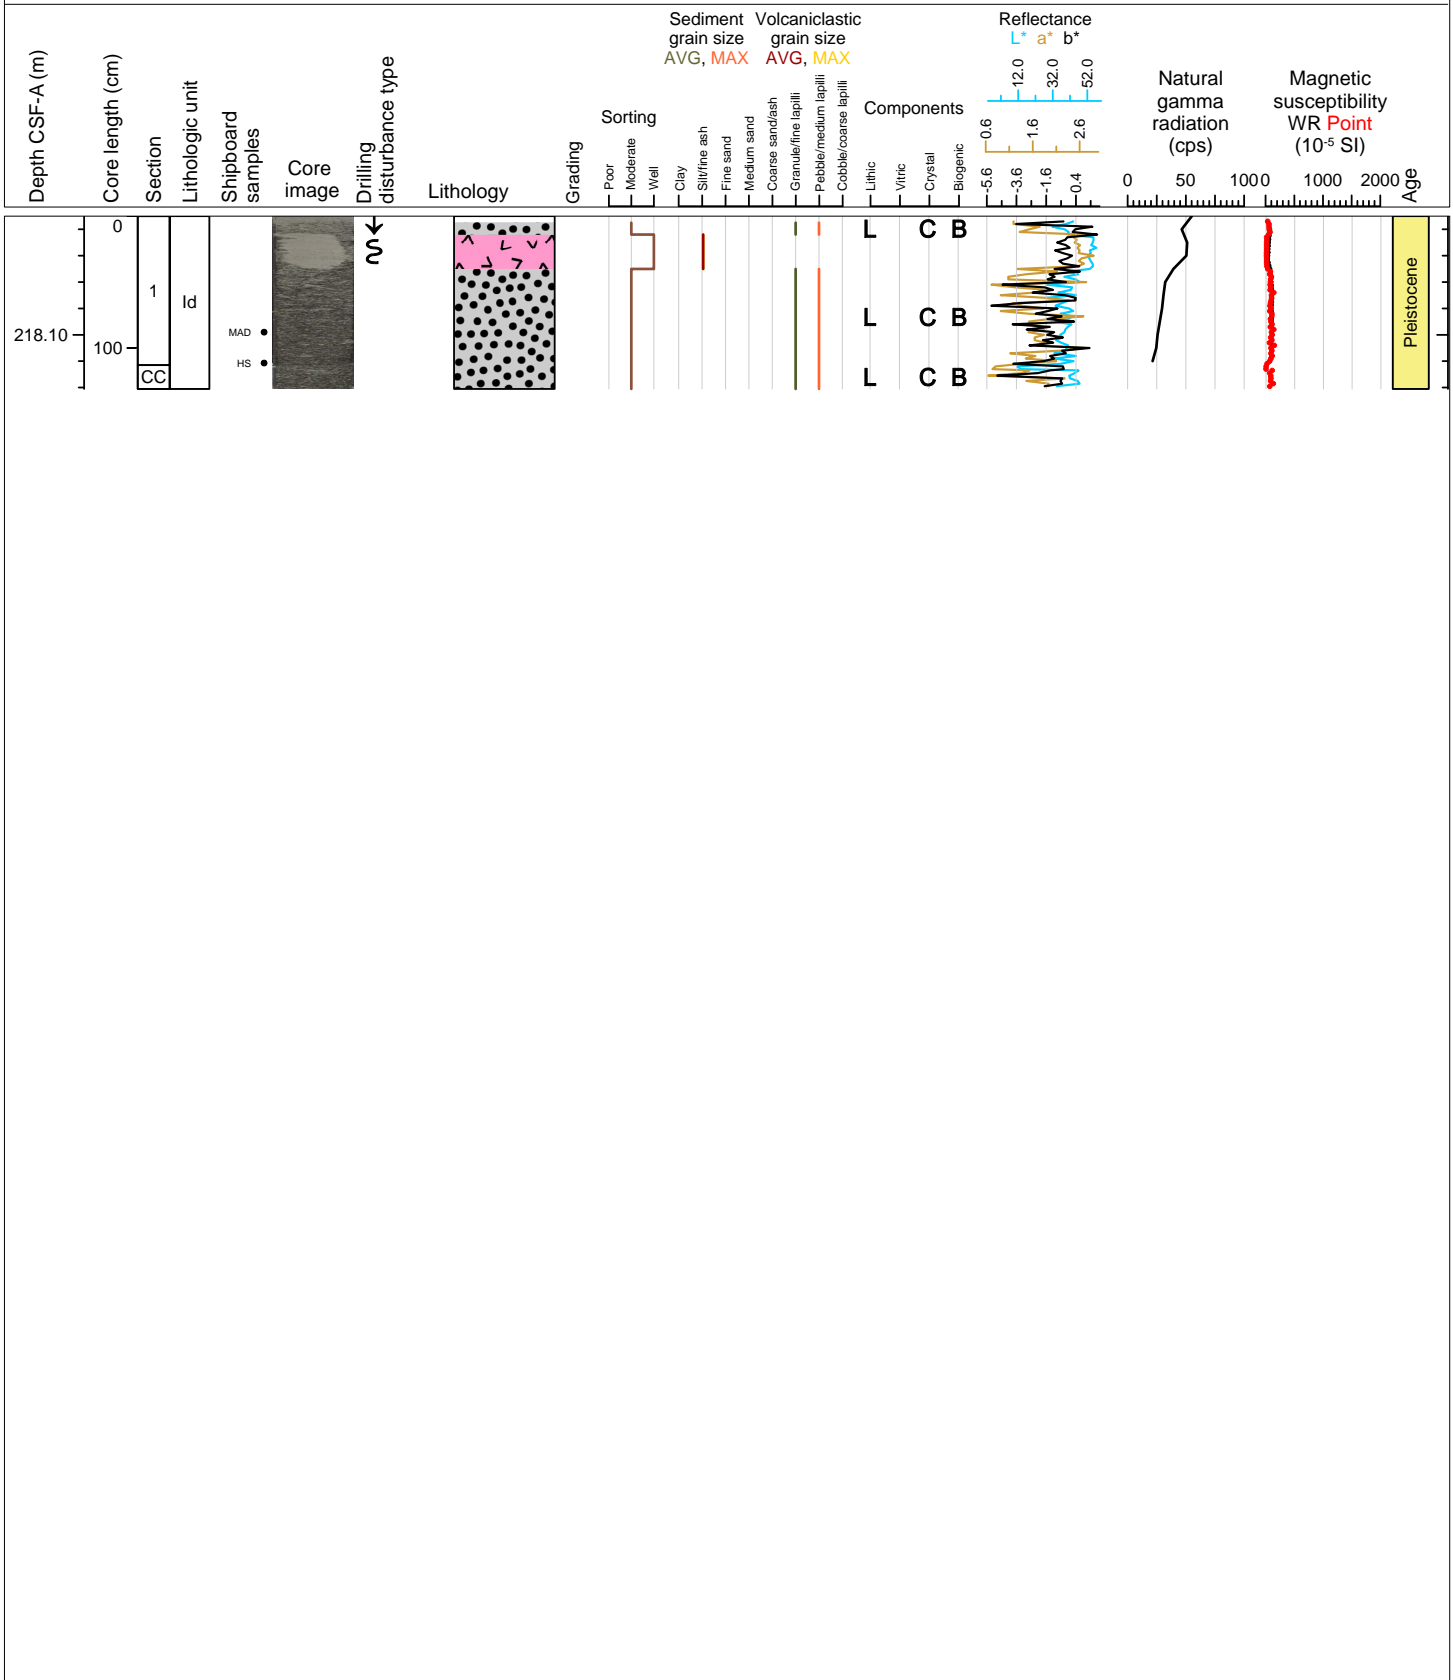 Depth CSF-A (m)
Core length (cm)
Section
Lithologic unit
Shipboard
samples
Core
image
Drilling
disturbance type
Lithology
Grading
Sorting
Poor
Moderate
Well
Sediment
grain size
AVG, MAX
Volcaniclastic
grain size
AVG, MAX
Clay
Silt/fine ash
Fine sand
Medium sand
Coarse sand/ash
Granule/fine lapilli
Pebble/medium lapilli
Cobble/coarse lapilli
Components
Lithic
Vitric
Crystal
Biogenic
Reflectance
L* a* b*
12.0 32.0 52.0
0.6 1.6 2.6
-5.6 -3.6 -1.6 0.4
Natural
gamma
radiation
(cps)
0 50 100
Magnetic
susceptibility
WR Point
(10-5 SI)
0 1000 2000
Age
0
L C B
1
Id
L C B
MAD
218.10
100
HS
CC
L C B
Pleistocene